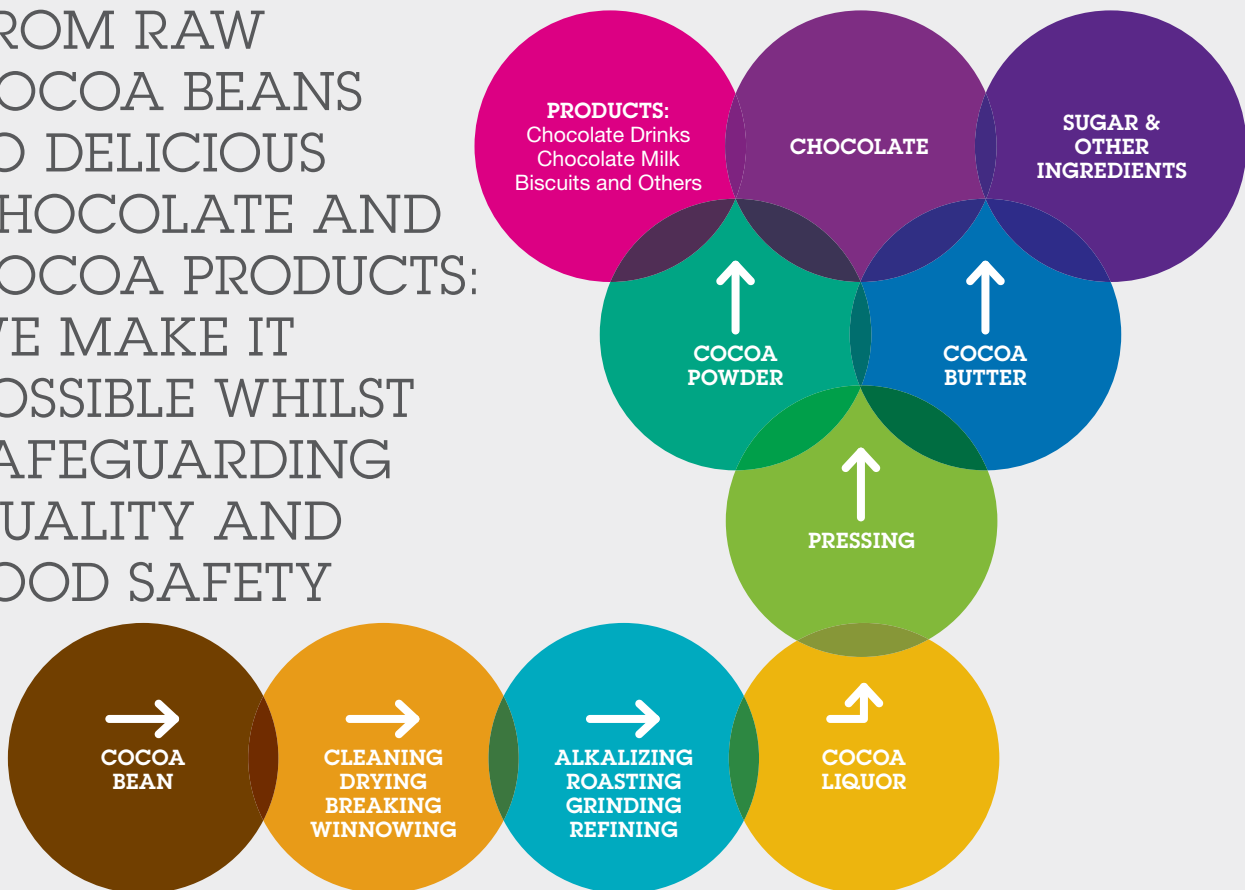 ROM RAW
OCOA BEANS
O DELICIOUS
HOCOLATE AND
OCOA PRODUCTS:
E MAKE IT
OSSIBLE WHILST
AFEGUARDING
UALITY AND
OOD SAFETY
PRODUCTS:
Chocolate Drinks
Chocolate Milk
Biscuits and Others
CHOCOLATE
SUGAR &
OTHER
INGREDIENTS
COCOA
POWDER
COCOA
BUTTER
PRESSING
COCOA
BEAN
CLEANING
DRYING
BREAKING
WINNOWING
ALKALIZING
ROASTING
GRINDING
REFINING
COCOA
LIQUOR